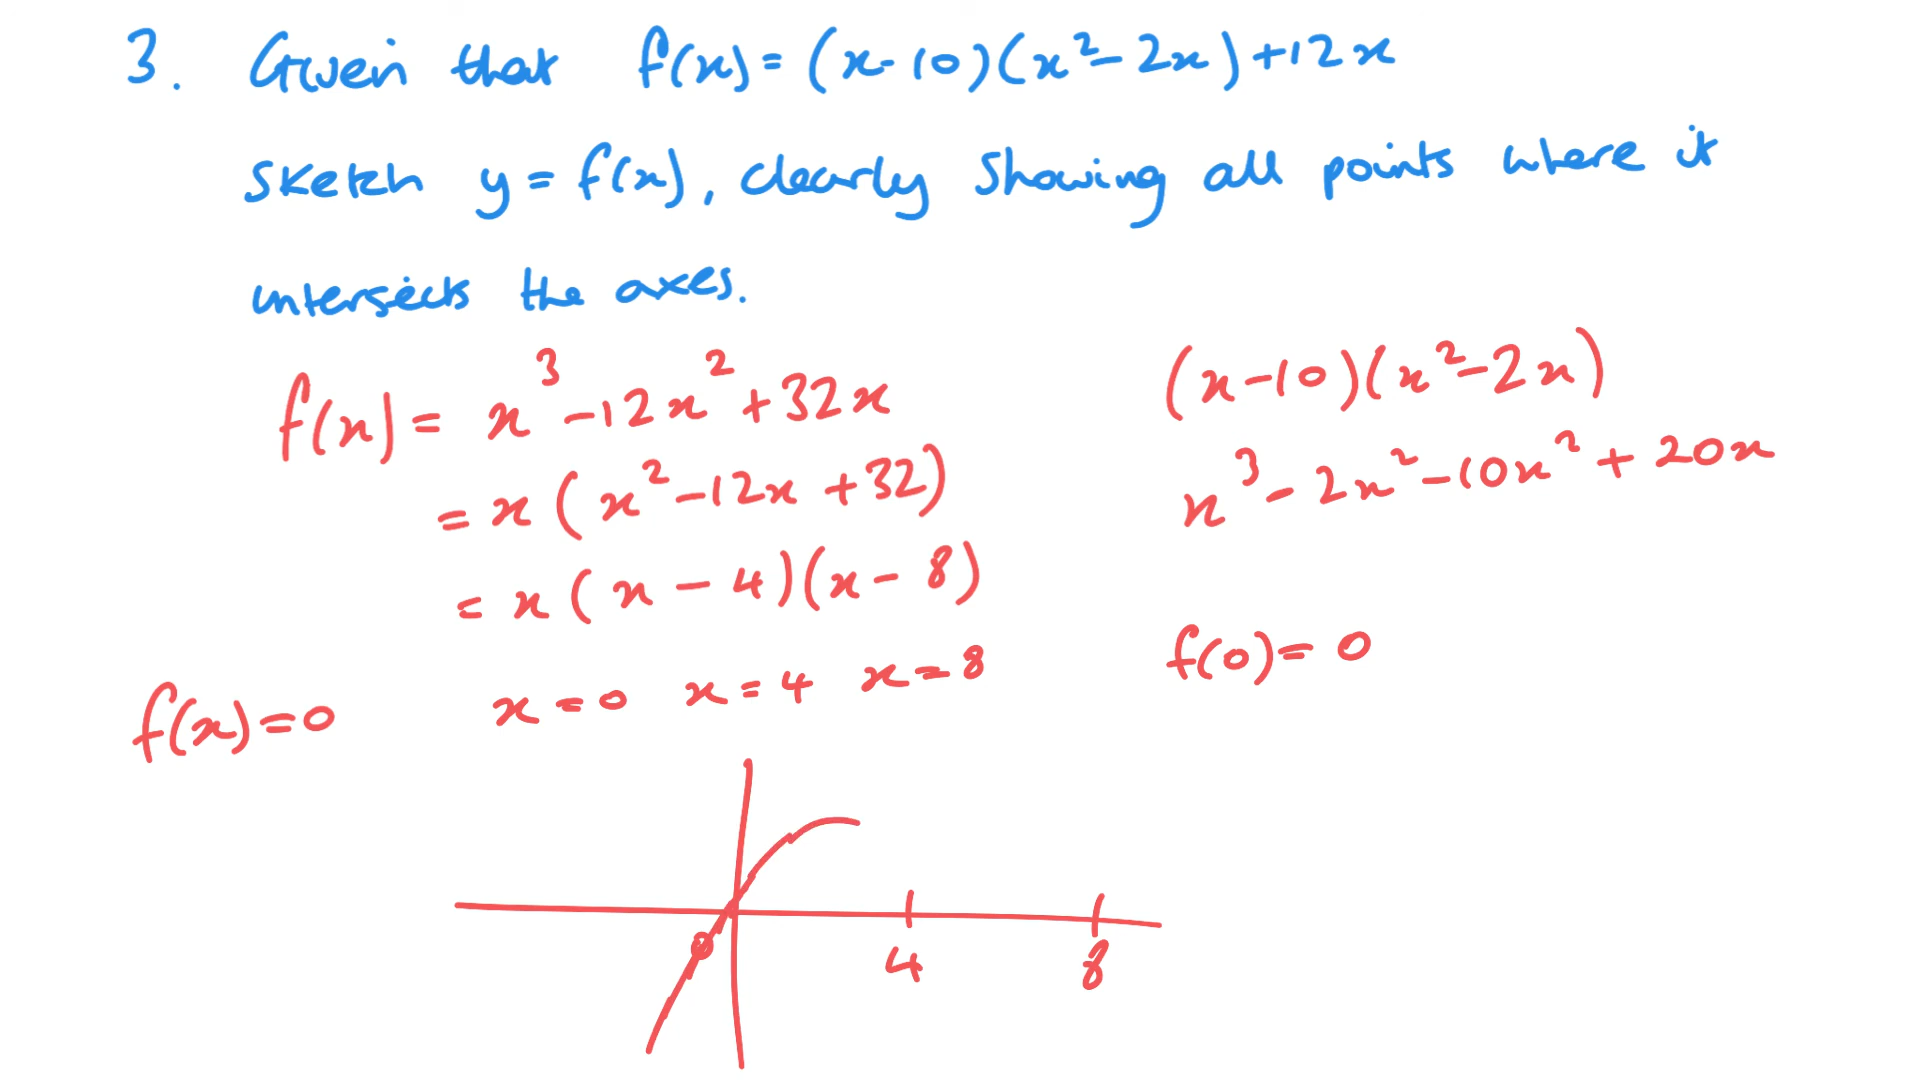 3. Given that f(x) = (x-10)(x²-2x)+12x
sketch y = f(x), clearly showing all points where it
intersects the axes.
f(x) = x³-12x²+32x
= x(x²-12x+32)
= x(x-4)(x-8)
f(x)=0 x=0 x=4 x=8
(x-10)(x²-2x)
x³-2x²-10x²+20x
f(0)=0
0 4 8